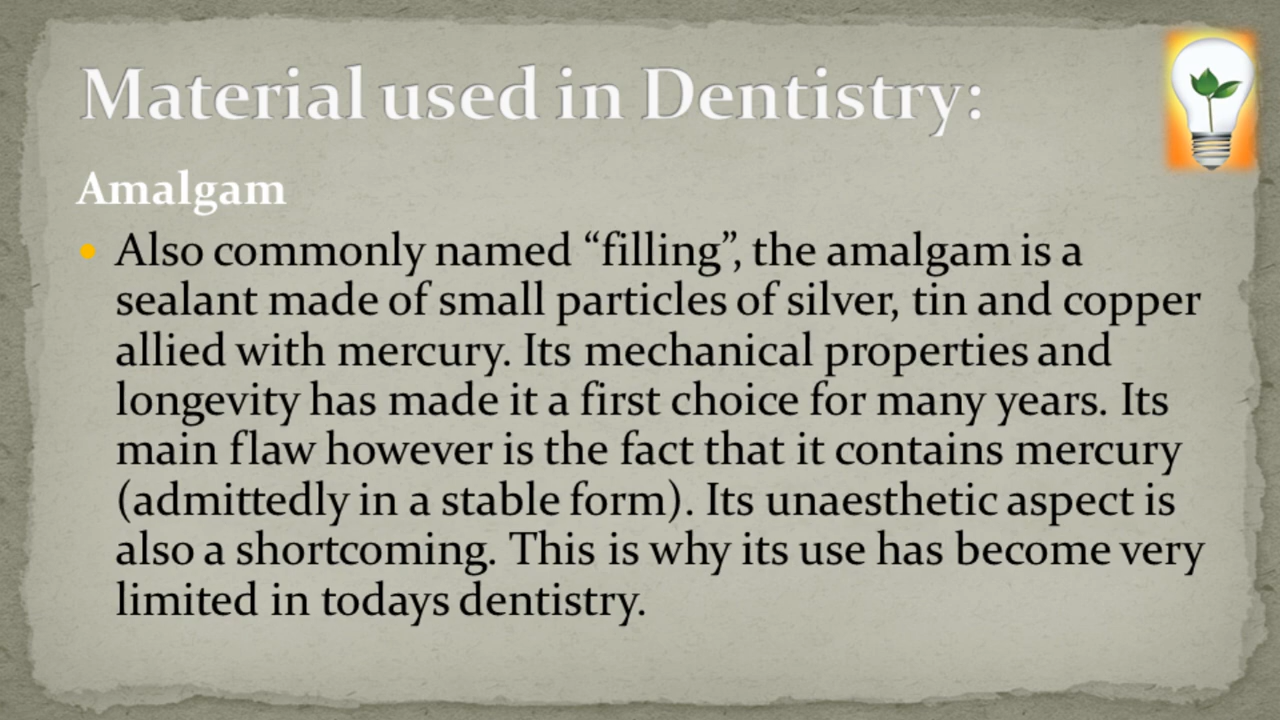 Material used in Dentistry:
Amalgam
Also commonly named “filling”, the amalgam is a
sealant made of small particles of silver, tin and copper
allied with mercury. Its mechanical properties and
longevity has made it a first choice for many years. Its
main flaw however is the fact that it contains mercury
(admittedly in a stable form). Its unaesthetic aspect is
also a shortcoming. This is why its use has become very
limited in todays dentistry.